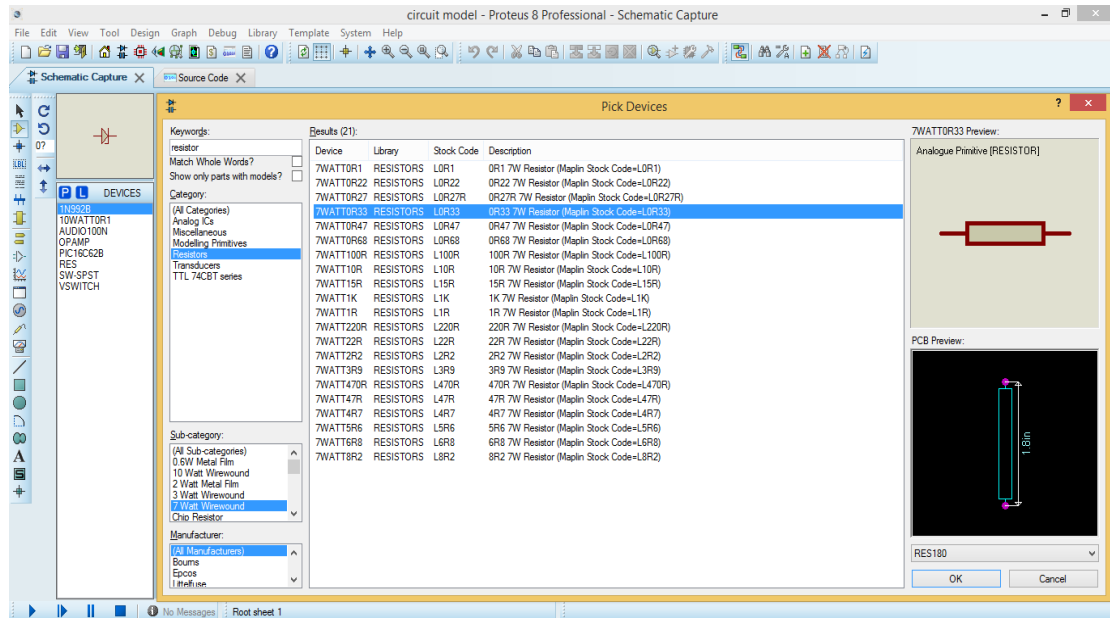 circuit model - Proteus 8 Professional - Schematic Capture
File Edit View Tool Design Graph Debug Library Template System Help
Schematic Capture
Source Code
Pick Devices
Keywords:
resistor
Match Whole Words?
Show only parts with models?
Category:
(All Categories)
Analog ICs
Miscellaneous
Modelling Primitives
Resistors
Transducers
TTL 74CBT series
Sub-category:
(All Sub-categories)
0.6W Metal Film
10 Watt Wirewound
2 Watt Metal Film
3 Watt Wirewound
7 Watt Wirewound
Chip Resistor
Manufacturer:
(All Manufacturers)
Bourns
Epcos
Littelfuse
P L DEVICES
1N992B
10WATT0R1
AUDIO100N
OPAMP
PIC16C62B
RES
SW-SPST
VSWITCH
Results (21):
Device Library Stock Code Description
7WATT0R1 RESISTORS L0R1 0R1 7W Resistor (Maplin Stock Code=L0R1)
7WATT0R22 RESISTORS L0R22 0R22 7W Resistor (Maplin Stock Code=L0R22)
7WATT0R27 RESISTORS L0R27R 0R27R 7W Resistor (Maplin Stock Code=L0R27R)
7WATT0R33 RESISTORS L0R33 0R33 7W Resistor (Maplin Stock Code=L0R33)
7WATT0R47 RESISTORS L0R47 0R47 7W Resistor (Maplin Stock Code=L0R47)
7WATT0R68 RESISTORS L0R68 0R68 7W Resistor (Maplin Stock Code=L0R68)
7WATT100R RESISTORS L100R 100R 7W Resistor (Maplin Stock Code=L100R)
7WATT10R RESISTORS L10R 10R 7W Resistor (Maplin Stock Code=L10R)
7WATT15R RESISTORS L15R 15R 7W Resistor (Maplin Stock Code=L15R)
7WATT1K RESISTORS L1K 1K 7W Resistor (Maplin Stock Code=L1K)
7WATT1R RESISTORS L1R 1R 7W Resistor (Maplin Stock Code=L1R)
7WATT220R RESISTORS L220R 220R 7W Resistor (Maplin Stock Code=L220R)
7WATT22R RESISTORS L22R 22R 7W Resistor (Maplin Stock Code=L22R)
7WATT2R2 RESISTORS L2R2 2R2 7W Resistor (Maplin Stock Code=L2R2)
7WATT3R9 RESISTORS L3R9 3R9 7W Resistor (Maplin Stock Code=L3R9)
7WATT470R RESISTORS L470R 470R 7W Resistor (Maplin Stock Code=L470R)
7WATT47R RESISTORS L47R 47R 7W Resistor (Maplin Stock Code=L47R)
7WATT4R7 RESISTORS L4R7 4R7 7W Resistor (Maplin Stock Code=L4R7)
7WATT5R6 RESISTORS L5R6 5R6 7W Resistor (Maplin Stock Code=L5R6)
7WATT6R8 RESISTORS L6R8 6R8 7W Resistor (Maplin Stock Code=L6R8)
7WATT8R2 RESISTORS L8R2 8R2 7W Resistor (Maplin Stock Code=L8R2)
7WATT0R33 Preview:
Analogue Primitive [RESISTOR]
PCB Preview:
1.8in
RES180
OK Cancel
No Messages Root sheet 1